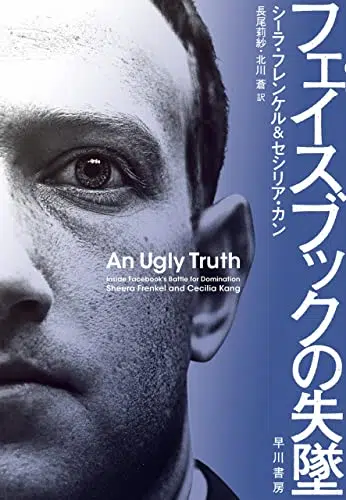 フェイスブックの失墜
シーラ・フレンケル&セシリア・カン
長尾莉紗・北川 蒼 訳
An Ugly Truth
Inside Facebook's Battle for Domination
Sheera Frenkel and Cecilia Kang
早川書房